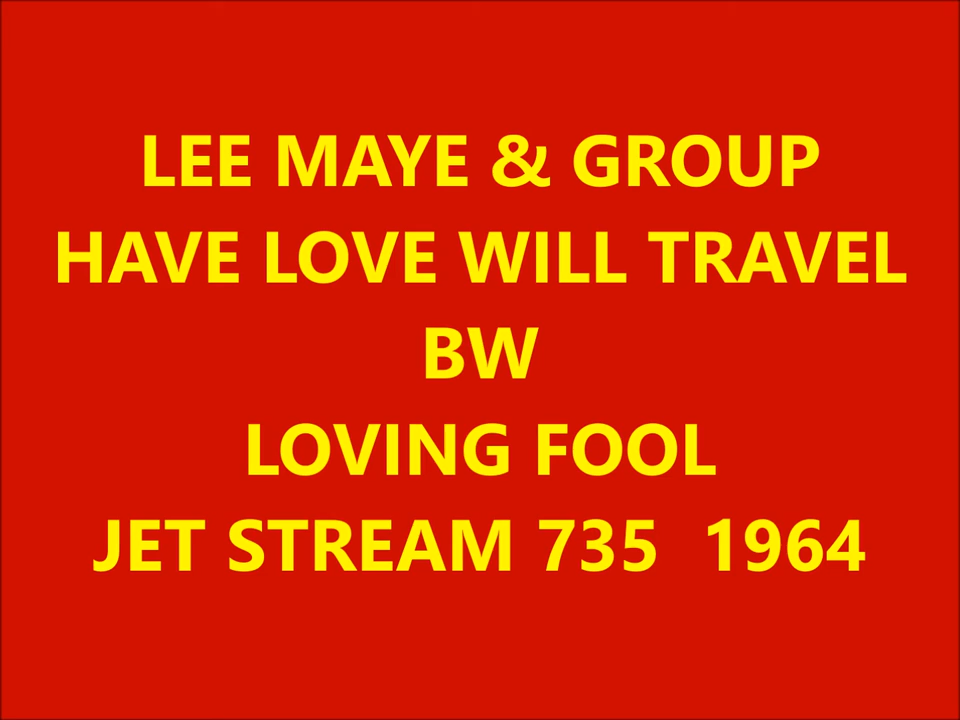 LEE MAYE & GROUP
HAVE LOVE WILL TRAVEL
BW
LOVING FOOL
JET STREAM 735  1964